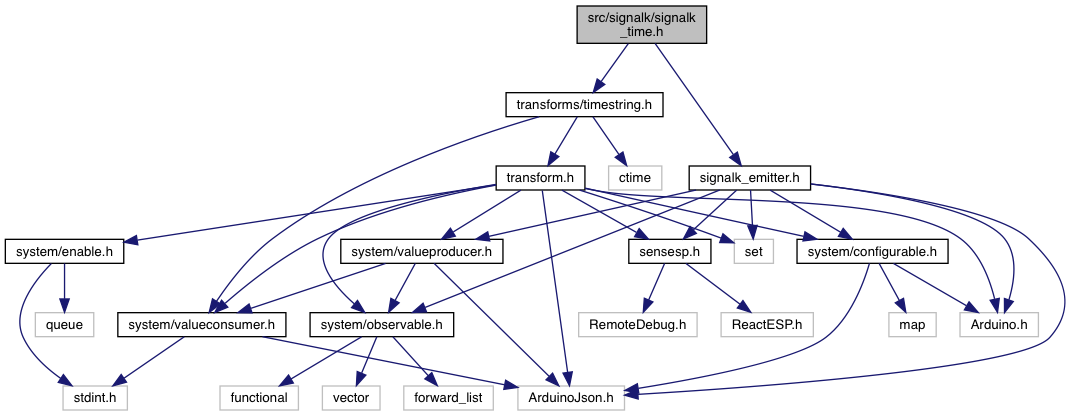 src/signalk/signalk
_time.h
transforms/timestring.h
transform.h
ctime
signalk_emitter.h
system/enable.h
system/valueproducer.h
sensesp.h
set
system/configurable.h
queue
system/valueconsumer.h
system/observable.h
RemoteDebug.h
ReactESP.h
map
Arduino.h
stdint.h
functional
vector
forward_list
ArduinoJson.h